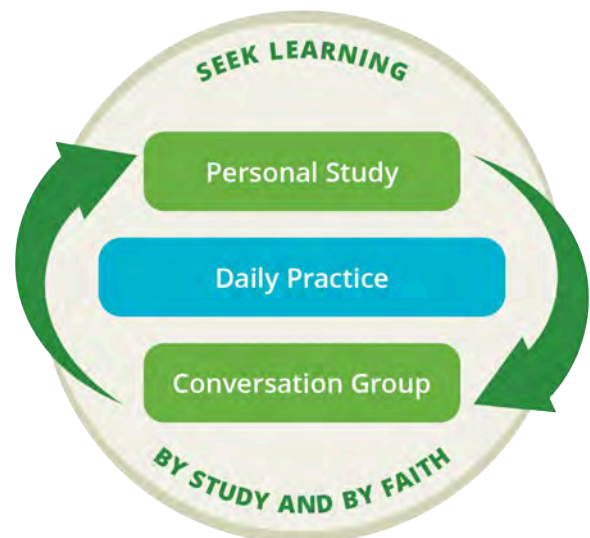 SEEK LEARNING
Personal Study
Daily Practice
Conversation Group
BY STUDY AND BY FAITH